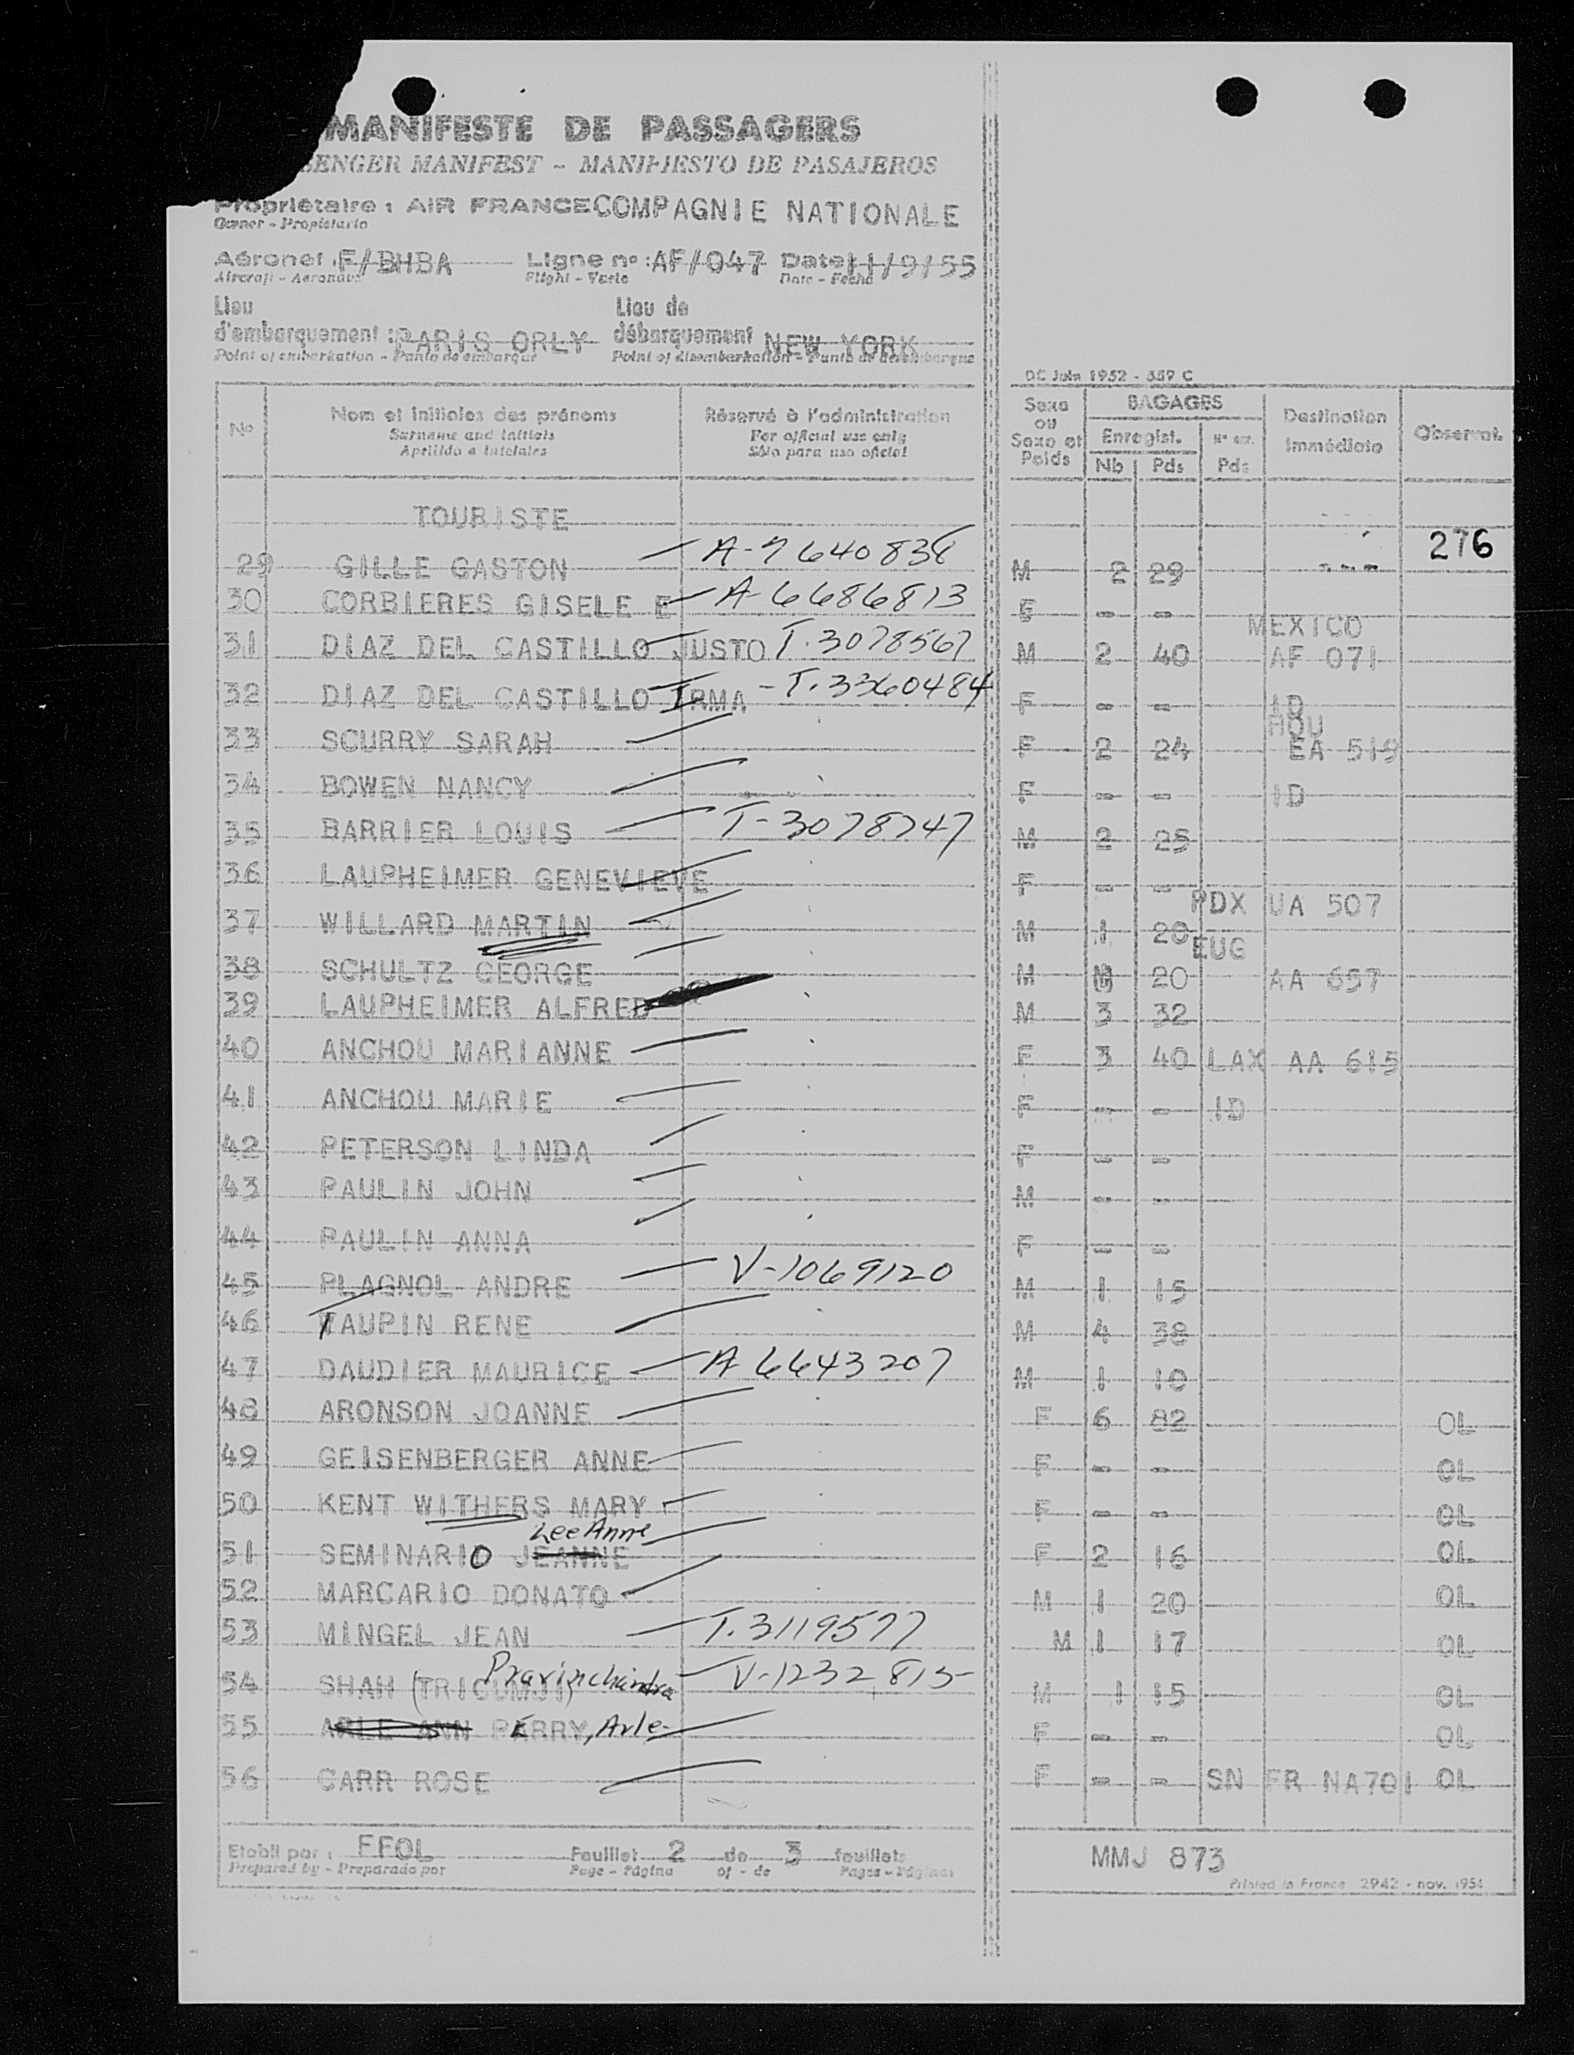 MANIFESTE DE PASSAGERS
SENGER MANIFEST - MANIFIESTO DE PASAJEROS
Propriétaire : AIR FRANCE COMPAGNIE NATIONALE
Owner - Propietario
Aéronef : F/BHBA Ligne nº : AF/047 Date 11/9/55
Aircraft - Aeronave Flight - Vuelo Date - Fecha
Lieu d'embarquement : PARIS ORLY Lieu de débarquement NEW YORK
Point of embarkation - Punto de embarque Point of disembarkation - Punto de desembarque
DC Juin 1952 - 559 C
Nº Nom et initiales des prénoms Réservé à l'administration Sexe ou Sexe et Poids BAGAGES Destination immédiate Observat.
Surname and initials For official use only Enregist. Nº enr.
Apellido e iniciales Sólo para uso oficial Nb Pds Pds
TOURISTE
276
29 GILLE GASTON A-7640838 M 2 29 ---
30 CORBIERES GISELE E A-6686813 F - -
31 DIAZ DEL CASTILLO JUSTO T.3078567 M 2 40 MEXICO AF 071
32 DIAZ DEL CASTILLO IRMA - T.3360484 F - - ID
33 SCURRY SARAH F 2 24 HOU EA 519
34 BOWEN NANCY F - - ID
35 BARRIER LOUIS T-3078747 M 2 25
36 LAUPHEIMER GENEVIEVE F - -
37 WILLARD MARTIN M 1 20 PDX UA 507
EUG
38 SCHULTZ GEORGE M 20 AA 657
39 LAUPHEIMER ALFRED M 3 32
40 ANCHOU MARIANNE F 3 40 LAX AA 615
41 ANCHOU MARIE F - - ID
42 PETERSON LINDA F - -
43 PAULIN JOHN M - -
44 PAULIN ANNA F - -
45 PLAGNOL ANDRE V-1069120 M 1 15
46 TAUPIN RENE M 4 38
47 DAUDIER MAURICE A 6643207 M 1 10
48 ARONSON JOANNE F 6 82 OL
49 GEISENBERGER ANNE F - - OL
50 KENT WITHERS MARY F - - OL
Lee Anne
51 SEMINARIO JEANNE F 2 16 OL
52 MARCARIO DONATO M 1 20 OL
53 MINGEL JEAN T.3119577 M 1 17 OL
Pravinchandra
54 SHAH (TRICUMJI) V-1232815 M 1 15 OL
55 ARLE ANN PERRY, Arle F - - OL
56 CARR ROSE F - - SN FR NA701 OL
Etabli par : FFOL Feuillet 2 de 3 feuillets MMJ 873
Prepared by - Preparado por Page - Página of - de Pages - Páginas
Printed in France 2942 - nov. 1954